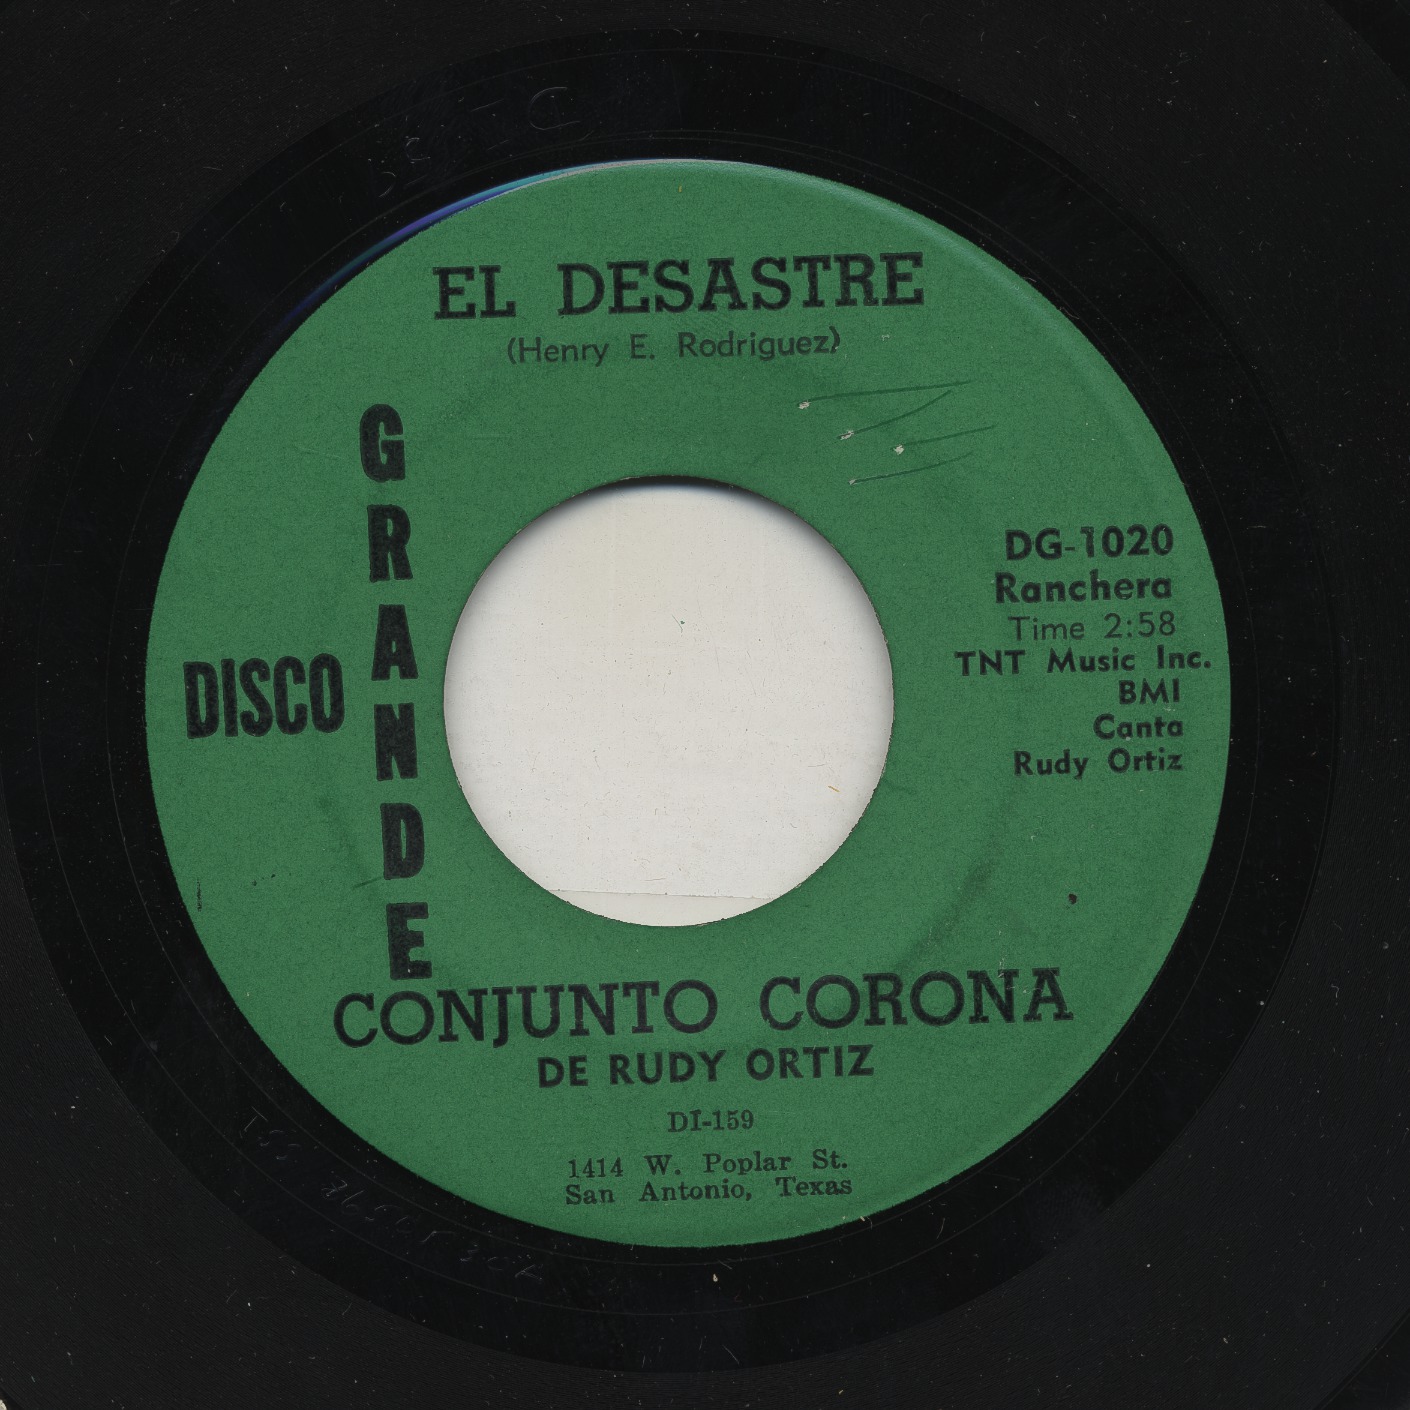 EL DESASTRE
(Henry E. Rodriguez)
GRANDE
DISCO
DG-1020
Ranchera
Time 2:58
TNT Music Inc.
BMI
Canta
Rudy Ortiz
CONJUNTO CORONA
DE RUDY ORTIZ
DI-159
1414 W. Poplar St.
San Antonio, Texas